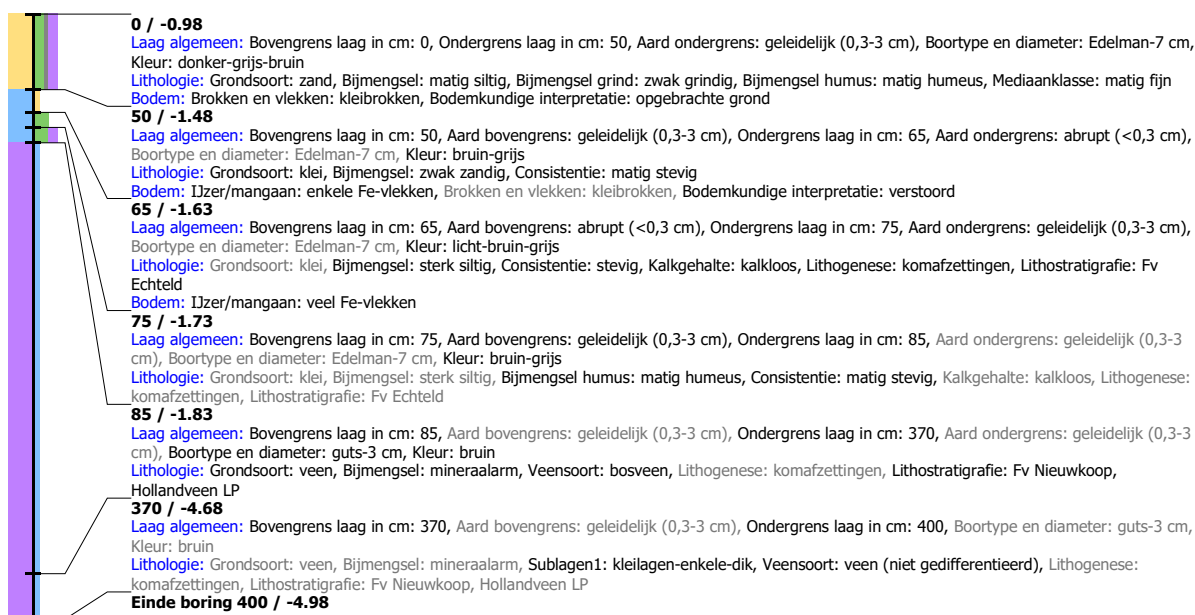 0 / -0.98
Laag algemeen: Bovengrens laag in cm: 0, Ondergrens laag in cm: 50, Aard ondergrens: geleidelijk (0,3-3 cm), Boortype en diameter: Edelman-7 cm,
Kleur: donker-grijs-bruin
Lithologie: Grondsoort: zand, Bijmengsel: matig siltig, Bijmengsel grind: zwak grindig, Bijmengsel humus: matig humeus, Mediaanklasse: matig fijn
Bodem: Brokken en vlekken: kleibrokken, Bodemkundige interpretatie: opgebrachte grond
50 / -1.48
Laag algemeen: Bovengrens laag in cm: 50, Aard bovengrens: geleidelijk (0,3-3 cm), Ondergrens laag in cm: 65, Aard ondergrens: abrupt (<0,3 cm),
Boortype en diameter: Edelman-7 cm, Kleur: bruin-grijs
Lithologie: Grondsoort: klei, Bijmengsel: zwak zandig, Consistentie: matig stevig
Bodem: IJzer/mangaan: enkele Fe-vlekken, Brokken en vlekken: kleibrokken, Bodemkundige interpretatie: verstoord
65 / -1.63
Laag algemeen: Bovengrens laag in cm: 65, Aard bovengrens: abrupt (<0,3 cm), Ondergrens laag in cm: 75, Aard ondergrens: geleidelijk (0,3-3 cm),
Boortype en diameter: Edelman-7 cm, Kleur: licht-bruin-grijs
Lithologie: Grondsoort: klei, Bijmengsel: sterk siltig, Consistentie: stevig, Kalkgehalte: kalkloos, Lithogenese: komafzettingen, Lithostratigrafie: Fv
Echteld
Bodem: IJzer/mangaan: veel Fe-vlekken
75 / -1.73
Laag algemeen: Bovengrens laag in cm: 75, Aard bovengrens: geleidelijk (0,3-3 cm), Ondergrens laag in cm: 85, Aard ondergrens: geleidelijk (0,3-3
cm), Boortype en diameter: Edelman-7 cm, Kleur: bruin-grijs
Lithologie: Grondsoort: klei, Bijmengsel: sterk siltig, Bijmengsel humus: matig humeus, Consistentie: matig stevig, Kalkgehalte: kalkloos, Lithogenese:
komafzettingen, Lithostratigrafie: Fv Echteld
85 / -1.83
Laag algemeen: Bovengrens laag in cm: 85, Aard bovengrens: geleidelijk (0,3-3 cm), Ondergrens laag in cm: 370, Aard ondergrens: geleidelijk (0,3-3
cm), Boortype en diameter: guts-3 cm, Kleur: bruin
Lithologie: Grondsoort: veen, Bijmengsel: mineraalarm, Veensoort: bosveen, Lithogenese: komafzettingen, Lithostratigrafie: Fv Nieuwkoop,
Hollandveen LP
370 / -4.68
Laag algemeen: Bovengrens laag in cm: 370, Aard bovengrens: geleidelijk (0,3-3 cm), Ondergrens laag in cm: 400, Boortype en diameter: guts-3 cm,
Kleur: bruin
Lithologie: Grondsoort: veen, Bijmengsel: mineraalarm, Sublagen1: kleilagen-enkele-dik, Veensoort: veen (niet gedifferentieerd), Lithogenese:
komafzettingen, Lithostratigrafie: Fv Nieuwkoop, Hollandveen LP
Einde boring 400 / -4.98